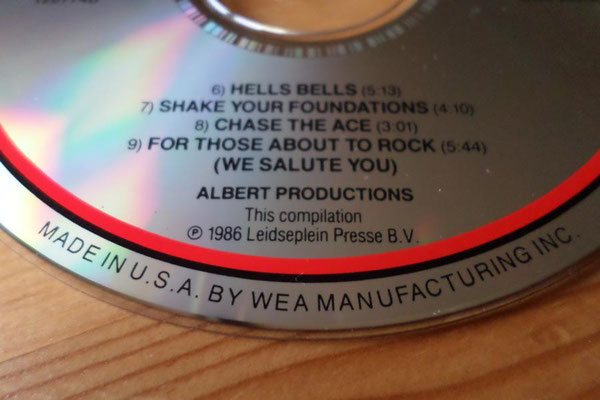 6) HELLS BELLS (5:13)
7) SHAKE YOUR FOUNDATIONS (4:10)
8) CHASE THE ACE (3:01)
9) FOR THOSE ABOUT TO ROCK (5:44)
(WE SALUTE YOU)
ALBERT PRODUCTIONS
This compilation
℗ 1986 Leidseplein Presse B.V.
MADE IN U.S.A. BY WEA MANUFACTURING INC.